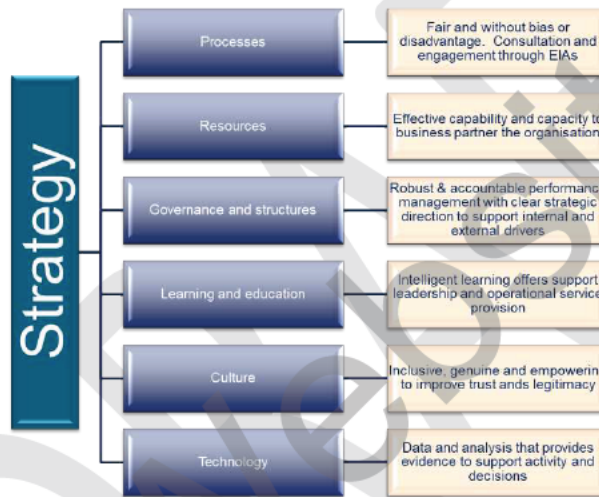 Strategy
Processes
Fair and without bias or
disadvantage. Consultation and
engagement through EIAs
Resources
Effective capability and capacity to
business partner the organisation
Governance and structures
Robust & accountable performance
management with clear strategic
direction to support internal and
external drivers
Learning and education
Intelligent learning offers support
leadership and operational service
provision
Culture
Inclusive, genuine and empowerin
to improve trust ands legitimacy
Technology
Data and analysis that provides
evidence to support activity and
decisions